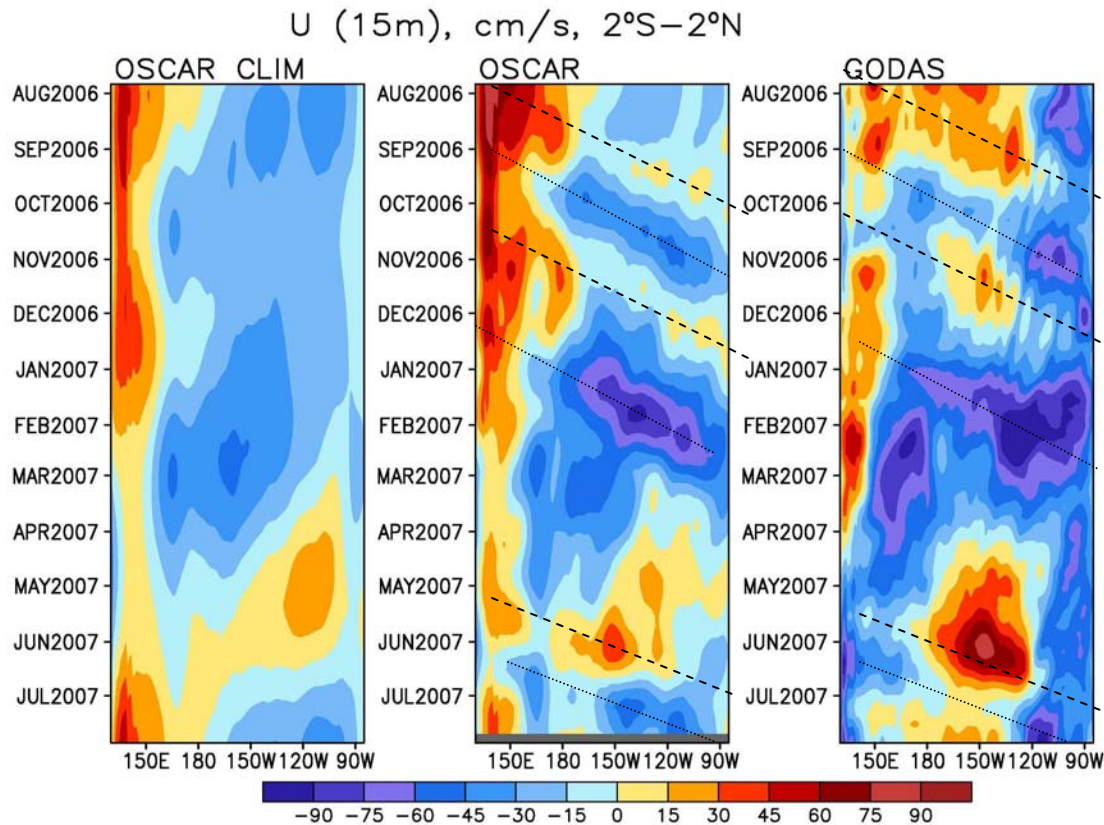 U (15m), cm/s, 2°S−2°N
OSCAR CLIM
OSCAR
GODAS
AUG2006
SEP2006
OCT2006
NOV2006
DEC2006
JAN2007
FEB2007
MAR2007
APR2007
MAY2007
JUN2007
JUL2007
150E 180 150W 120W 90W
AUG2006
SEP2006
OCT2006
NOV2006
DEC2006
JAN2007
FEB2007
MAR2007
APR2007
MAY2007
JUN2007
JUL2007
150E 180 150W 120W 90W
AUG2006
SEP2006
OCT2006
NOV2006
DEC2006
JAN2007
FEB2007
MAR2007
APR2007
MAY2007
JUN2007
JUL2007
150E 180 150W 120W 90W
−90 −75 −60 −45 −30 −15 0 15 30 45 60 75 90